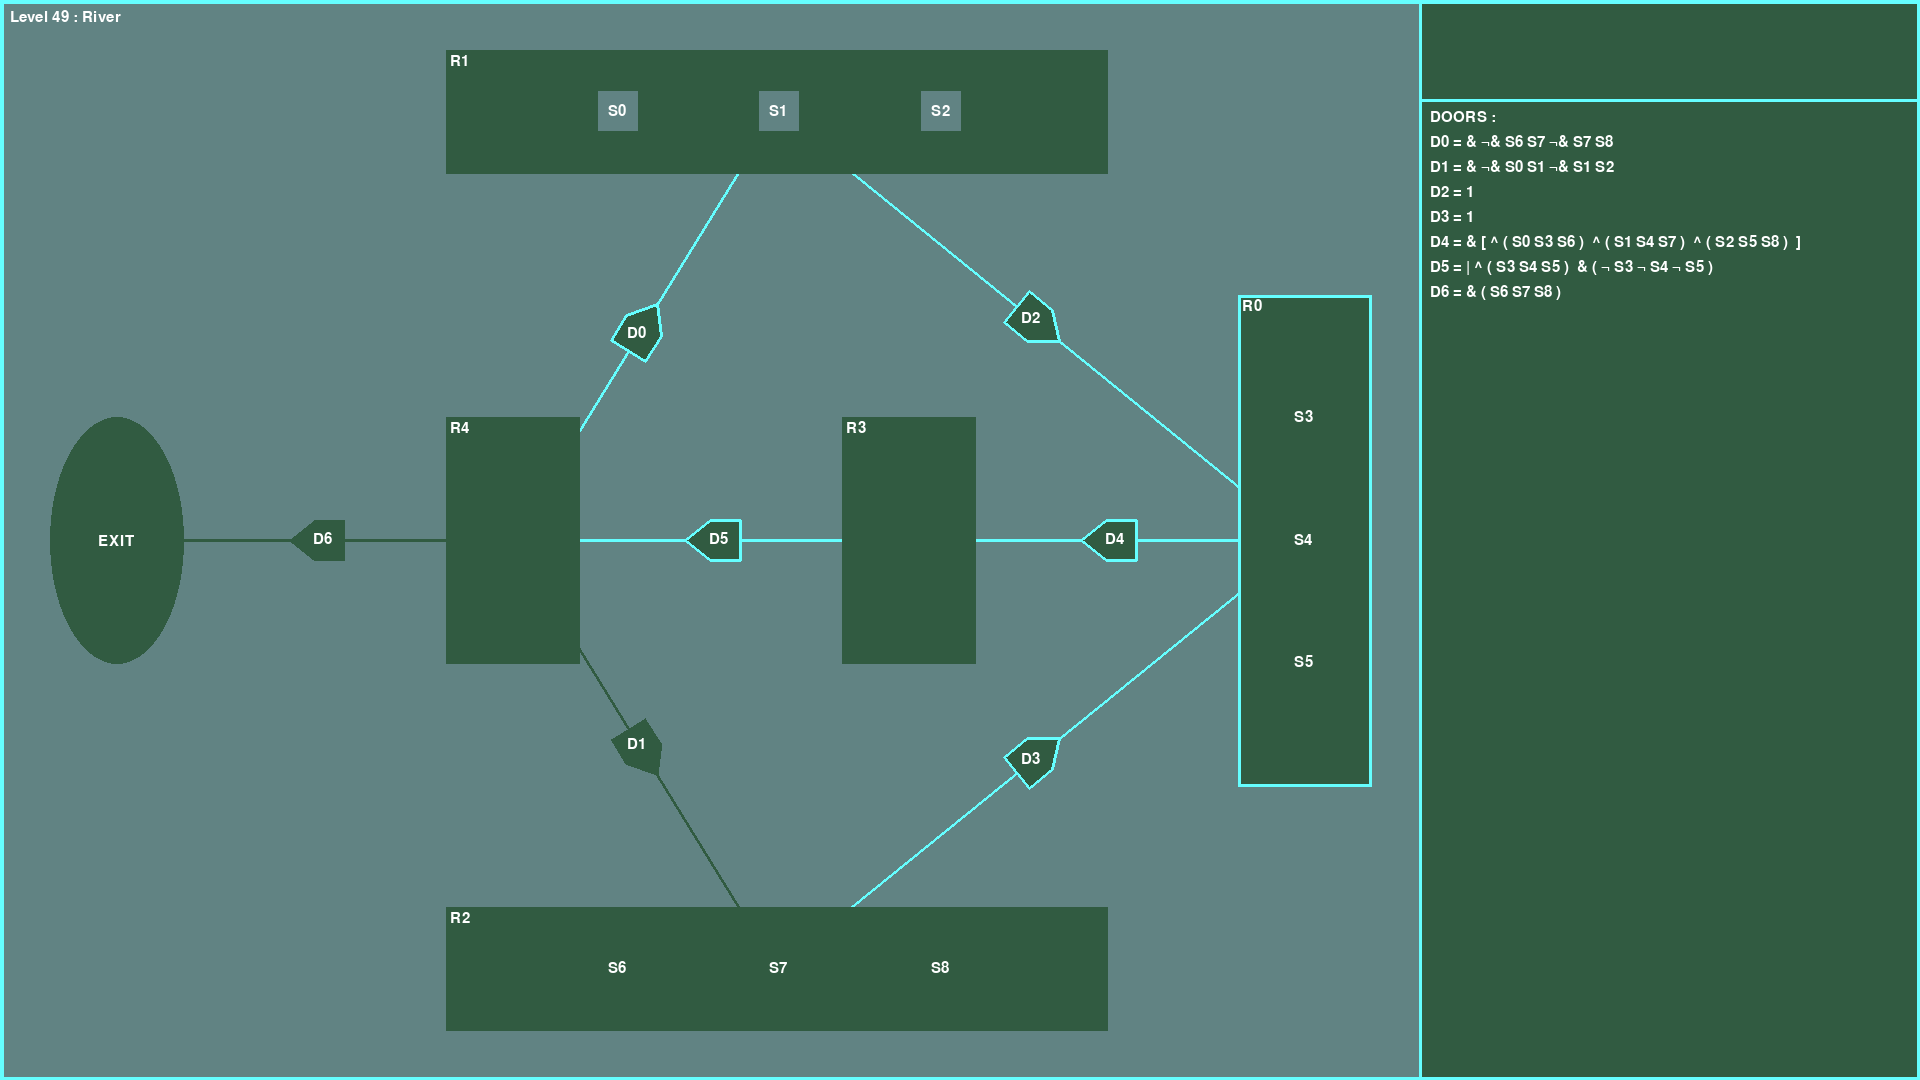 Level 49 : River
R1
S0 S1 S2
DOORS :
D0 = & ¬& S6 S7 ¬& S7 S8
D1 = & ¬& S0 S1 ¬& S1 S2
D2 = 1
D3 = 1
D4 = & [ ^ ( S0 S3 S6 ) ^ ( S1 S4 S7 ) ^ ( S2 S5 S8 ) ]
D5 = | ^ ( S3 S4 S5 ) & ( ¬ S3 ¬ S4 ¬ S5 )
D6 = & ( S6 S7 S8 )
D0
D2
R0
S3
R4
R3
EXIT
D6
D5
D4
S4
S5
D1
D3
R2
S6 S7 S8